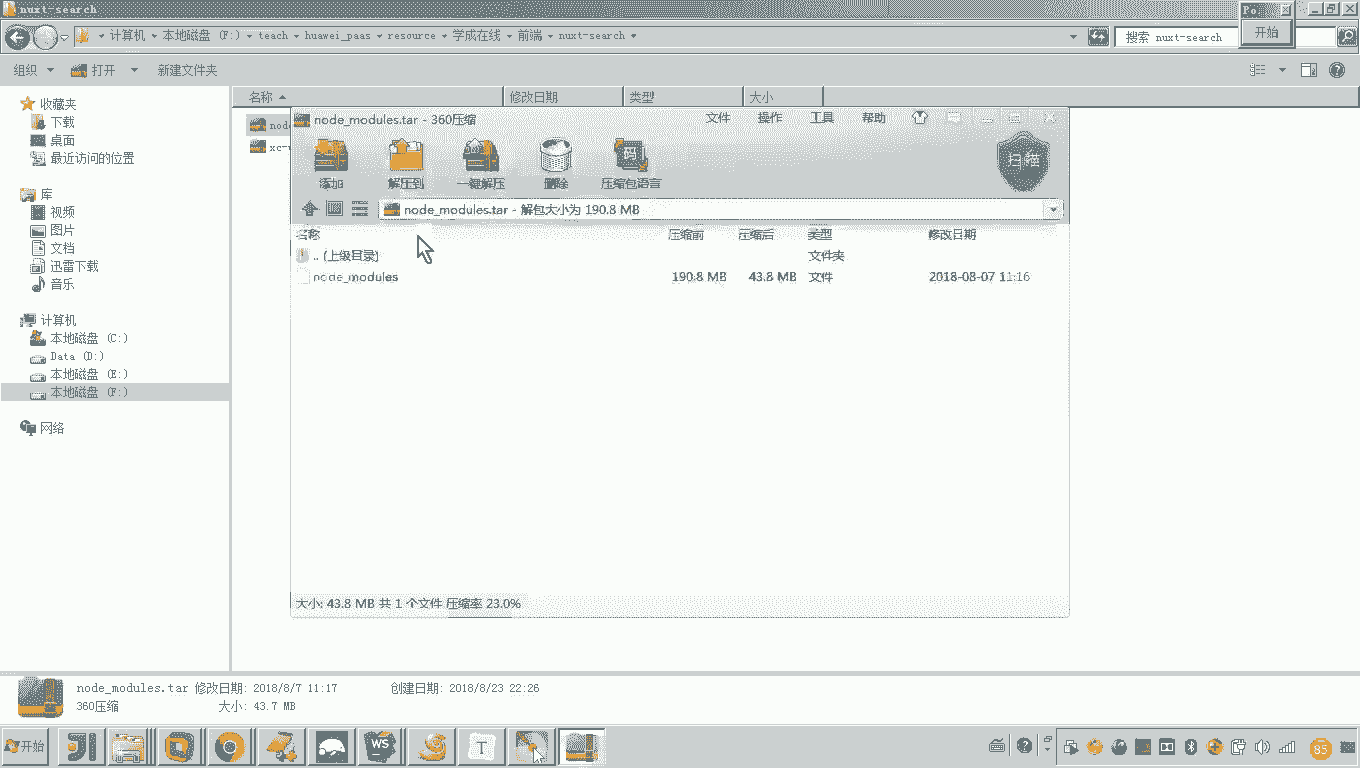 nuxt-search
计算机 本地磁盘 (F:) teach huawei_paas resource 学成在线 前端 nuxt-search
搜索 nuxt-search
开始
组织 打开 新建文件夹
收藏夹
下载
桌面
最近访问的位置
库
视频
图片
文档
迅雷下载
音乐
计算机
本地磁盘 (C:)
Data (D:)
本地磁盘 (E:)
本地磁盘 (F:)
网络
名称 修改日期 类型 大小
node_modules.tar - 360压缩 文件 操作 工具 帮助
添加 解压到 一键解压 删除 压缩包语言 扫描
码
node_modules.tar - 解包大小为 190.8 MB
名称 压缩前 压缩后 类型 修改日期
.. (上级目录) 文件夹
node_modules 190.8 MB 43.8 MB 文件 2018-08-07 11:16
大小: 43.8 MB 共 1 个文件 压缩率 23.0%
node_modules.tar 修改日期: 2018/8/7 11:17 创建日期: 2018/8/23 22:26
360压缩 大小: 43.7 MB
开始 WS T 85